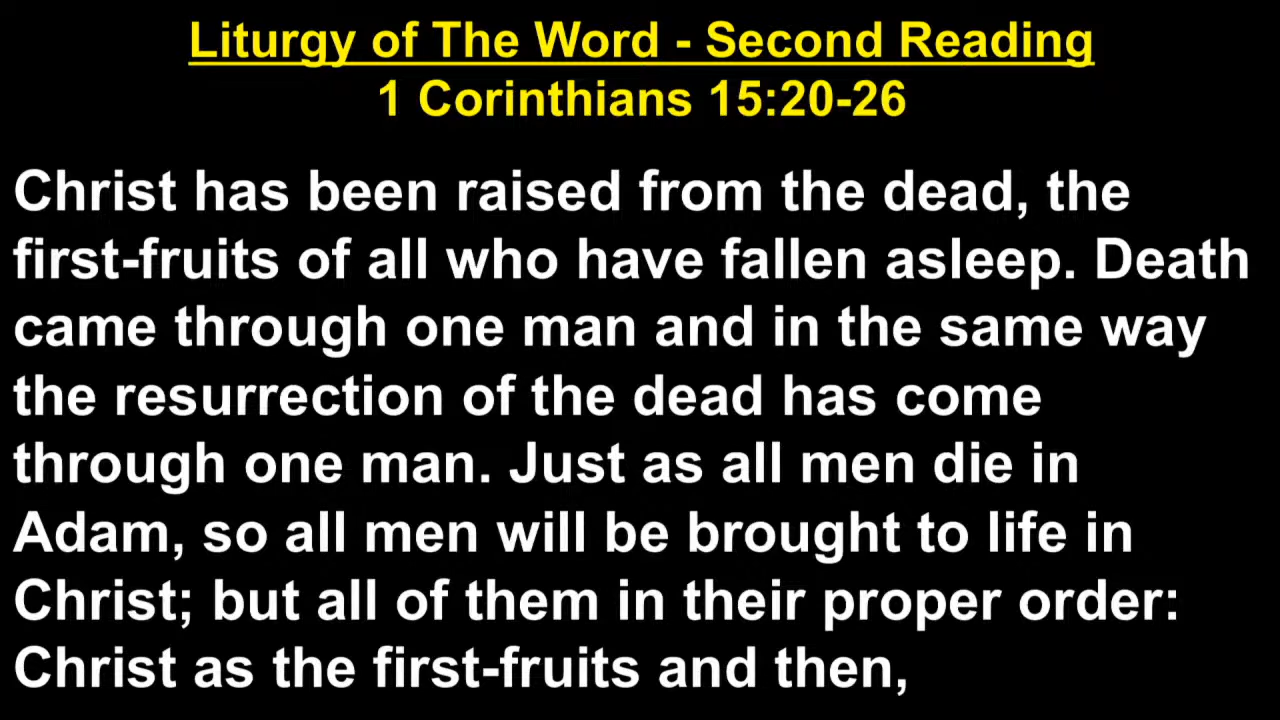 Liturgy of The Word - Second Reading
1 Corinthians 15:20-26
Christ has been raised from the dead, the
first-fruits of all who have fallen asleep. Death
came through one man and in the same way
the resurrection of the dead has come
through one man. Just as all men die in
Adam, so all men will be brought to life in
Christ; but all of them in their proper order:
Christ as the first-fruits and then,